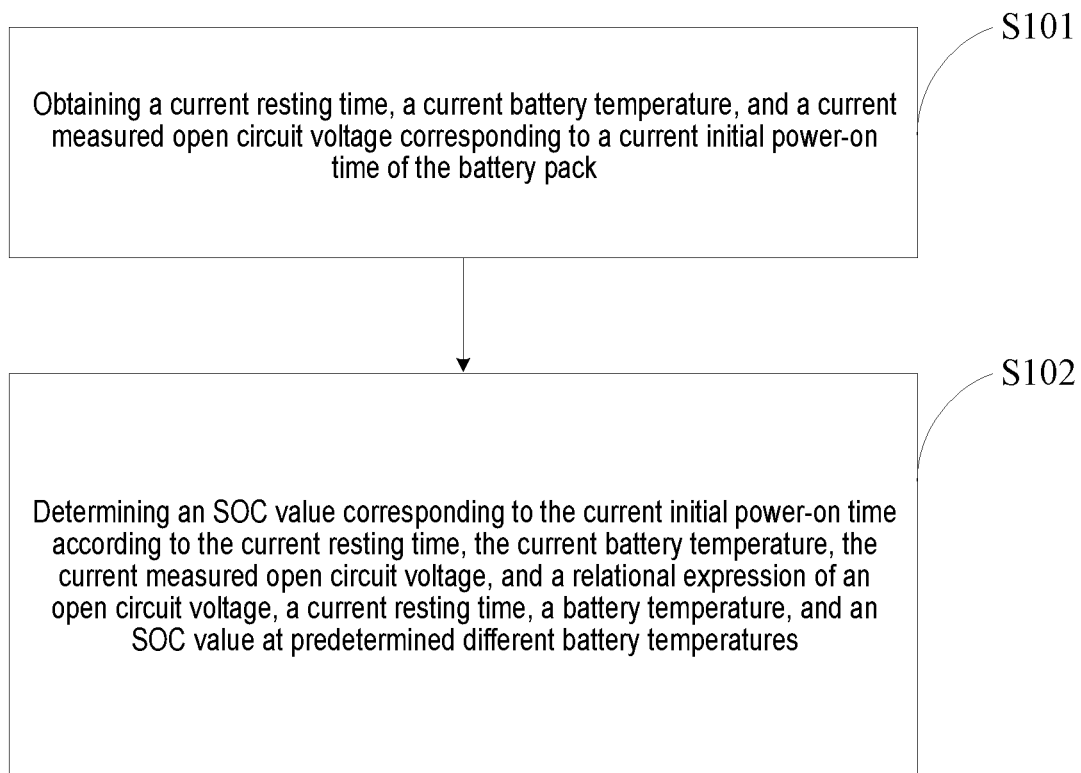 S101
Obtaining a current resting time, a current battery temperature, and a current
measured open circuit voltage corresponding to a current initial power-on
time of the battery pack
S102
Determining an SOC value corresponding to the current initial power-on time
according to the current resting time, the current battery temperature, the
current measured open circuit voltage, and a relational expression of an
open circuit voltage, a current resting time, a battery temperature, and an
SOC value at predetermined different battery temperatures